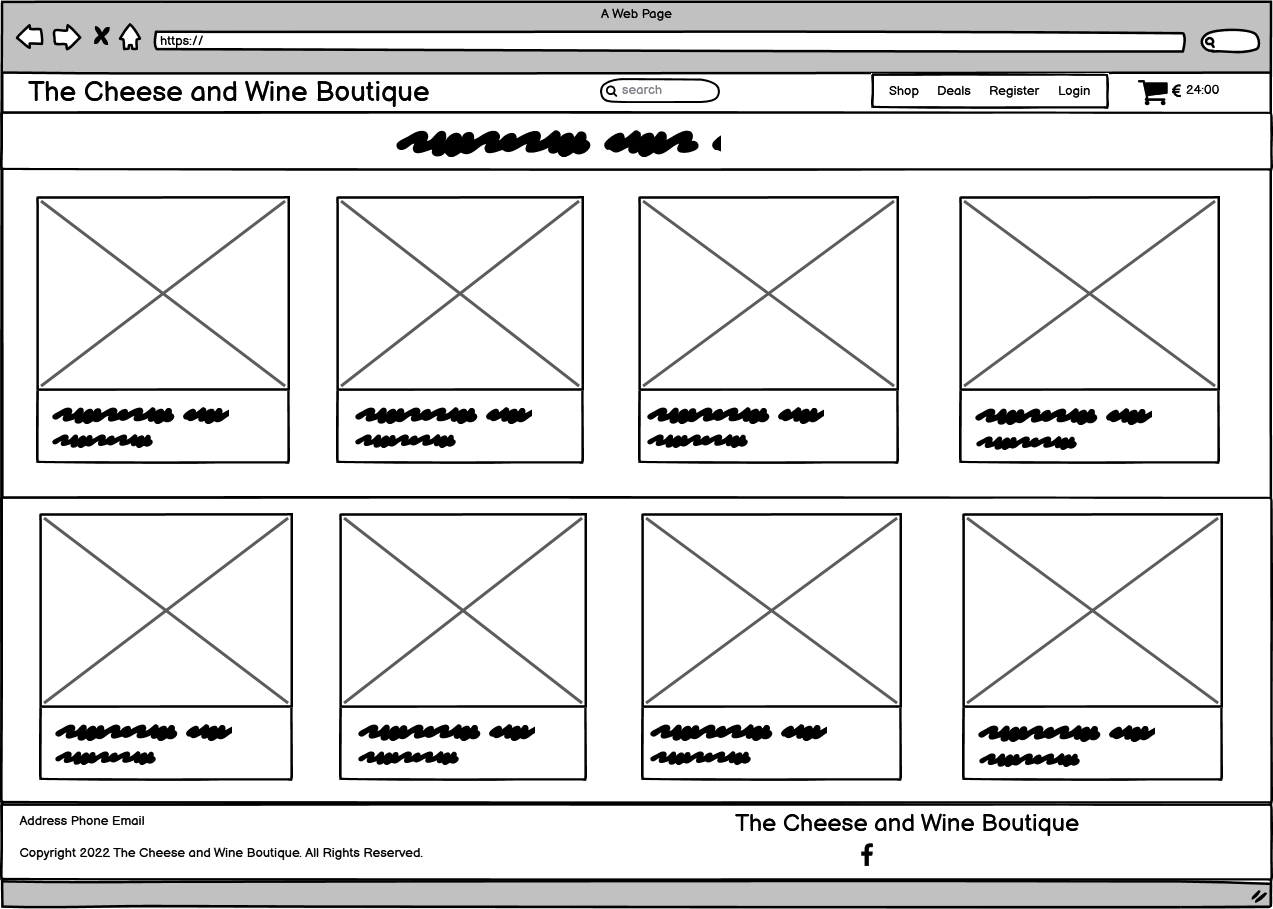 A Web Page
https://
The Cheese and Wine Boutique
search
Shop Deals Register Login
€ 24:00
Address Phone Email
The Cheese and Wine Boutique
Copyright 2022 The Cheese and Wine Boutique. All Rights Reserved.